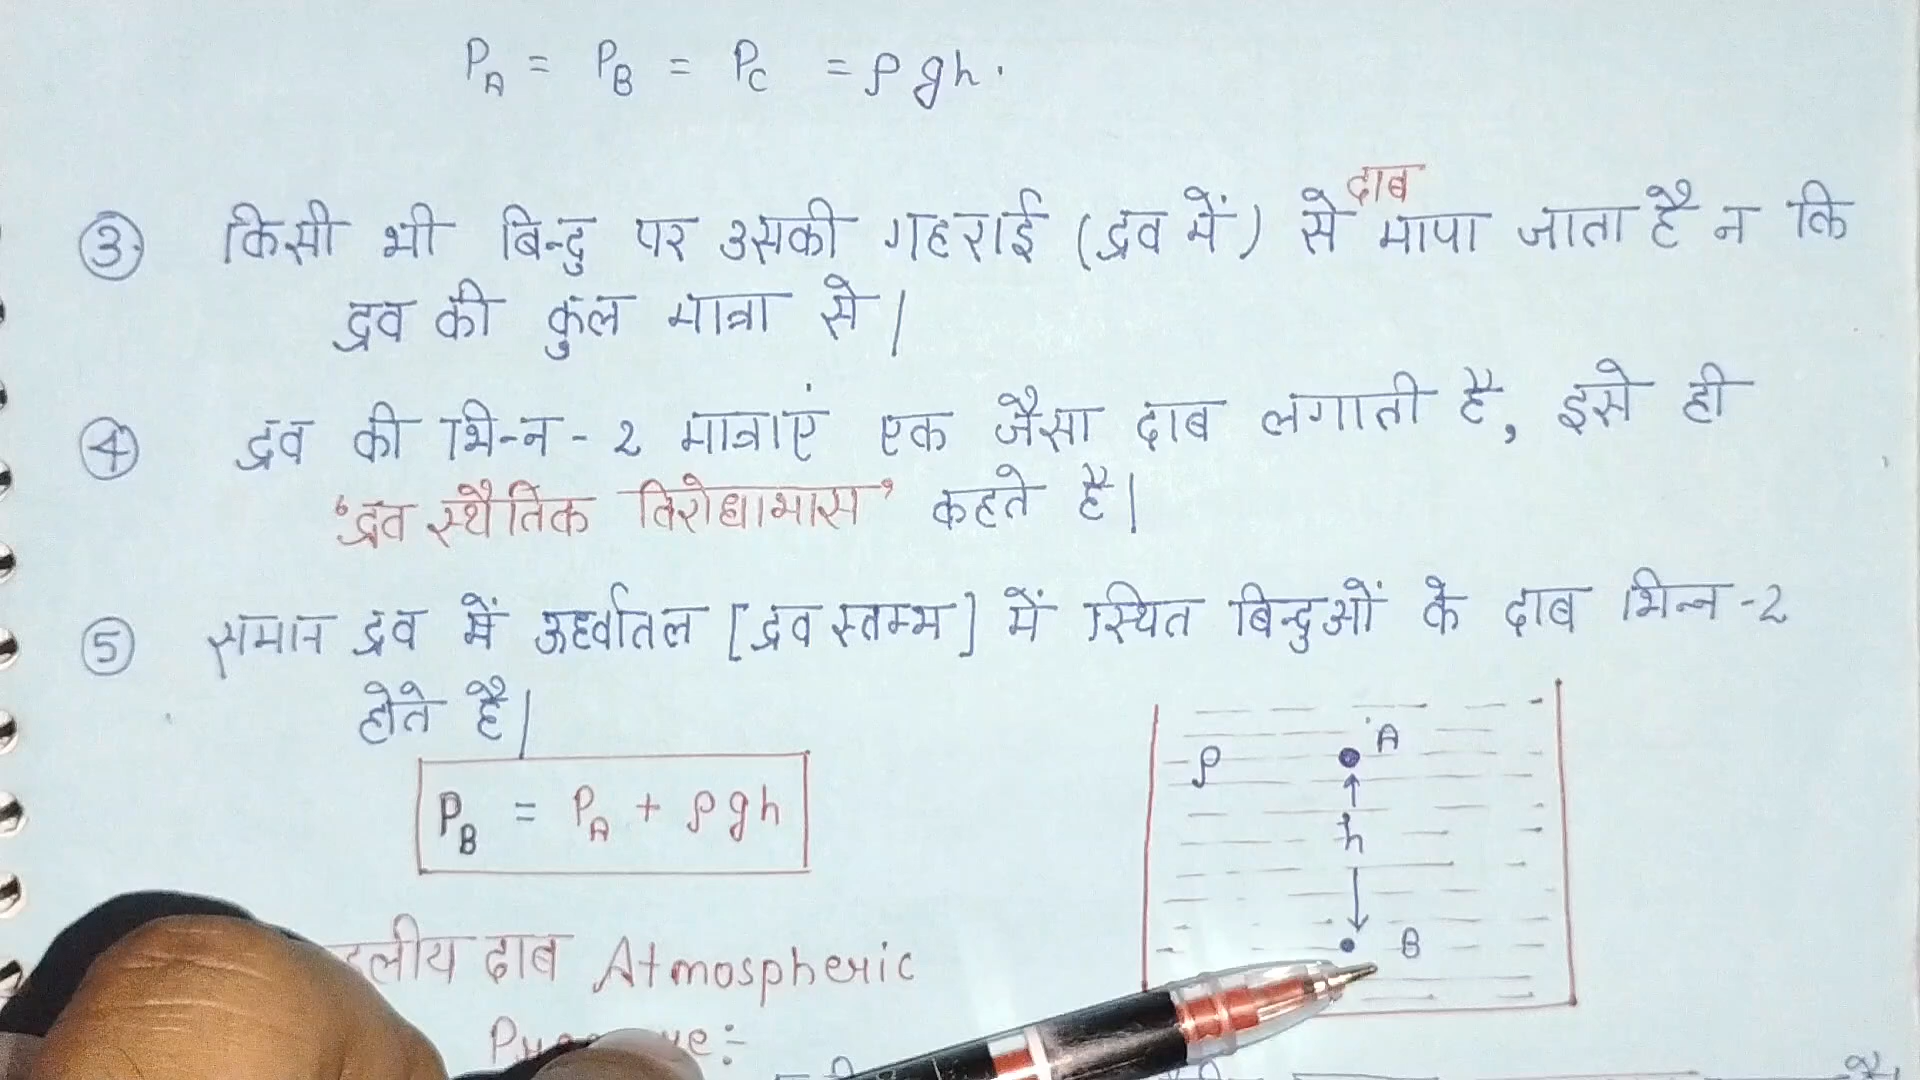 P_A = P_B = P_C = ρgh.
दाब
③ किसी भी बिन्दु पर उसकी गहराई (द्रव में) से मापा जाता है न कि
द्रव की कुल मात्रा से|
④ द्रव की भिन्न-2 मात्राएं एक जैसा दाब लगाती है, इसे ही
'द्रव स्थैतिक विरोधाभास' कहते है|
⑤ समान द्रव में ऊर्ध्वातल [द्रव स्तम्भ] में स्थित बिन्दुओं के दाब भिन्न-2
होते है|
P_B = P_A + ρgh
ρ
A
h
B
दाब Atmospheric